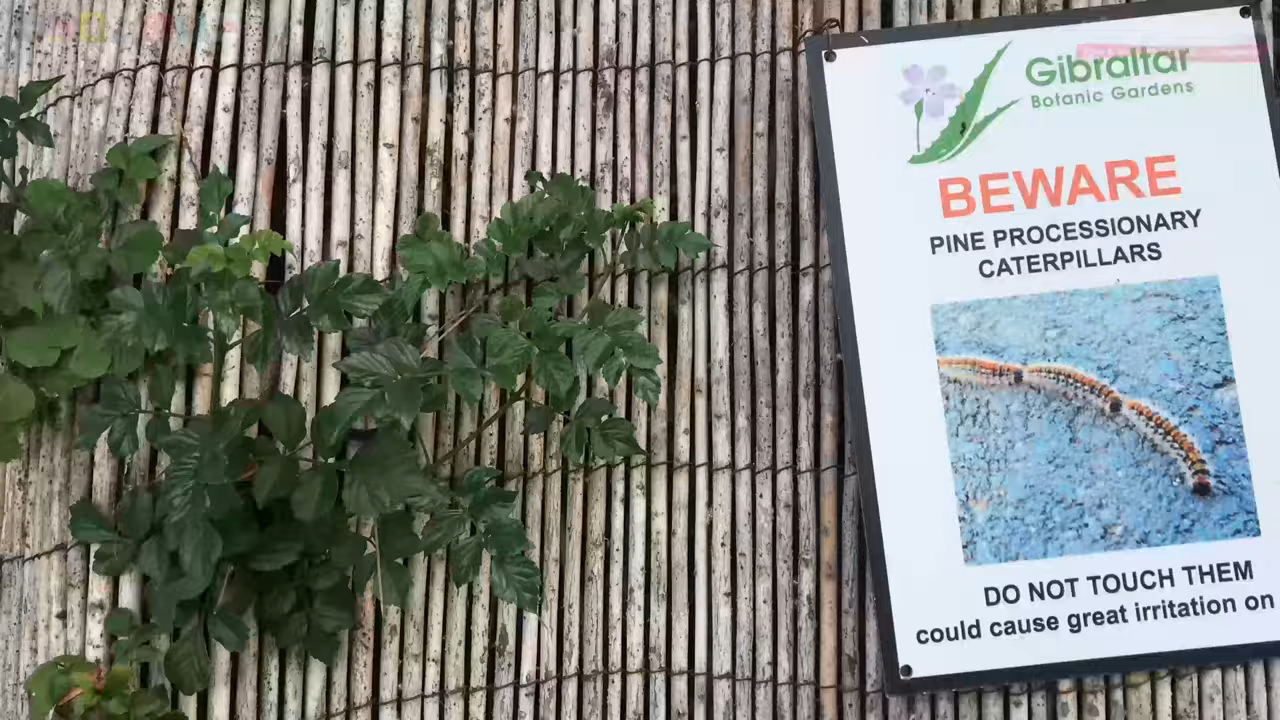 Gibraltar
Botanic Gardens
BEWARE
PINE PROCESSIONARY
CATERPILLARS
DO NOT TOUCH THEM
could cause great irritation on